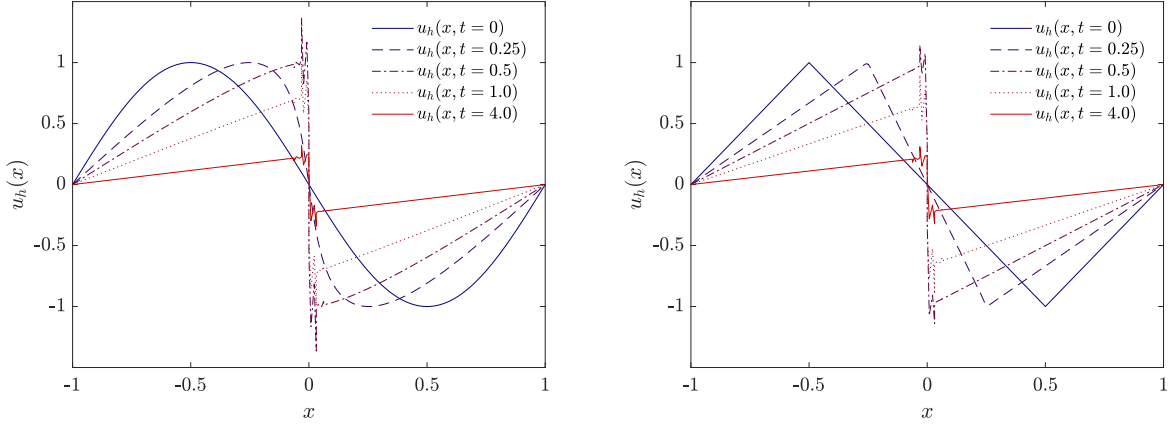 u_h(x, t = 0)
u_h(x, t = 0.25)
u_h(x, t = 0.5)
u_h(x, t = 1.0)
u_h(x, t = 4.0)
1
0.5
0
-0.5
-1
u_h(x)
-1 -0.5 0 0.5 1
x
u_h(x, t = 0)
u_h(x, t = 0.25)
u_h(x, t = 0.5)
u_h(x, t = 1.0)
u_h(x, t = 4.0)
1
0.5
0
-0.5
-1
u_h(x)
-1 -0.5 0 0.5 1
x